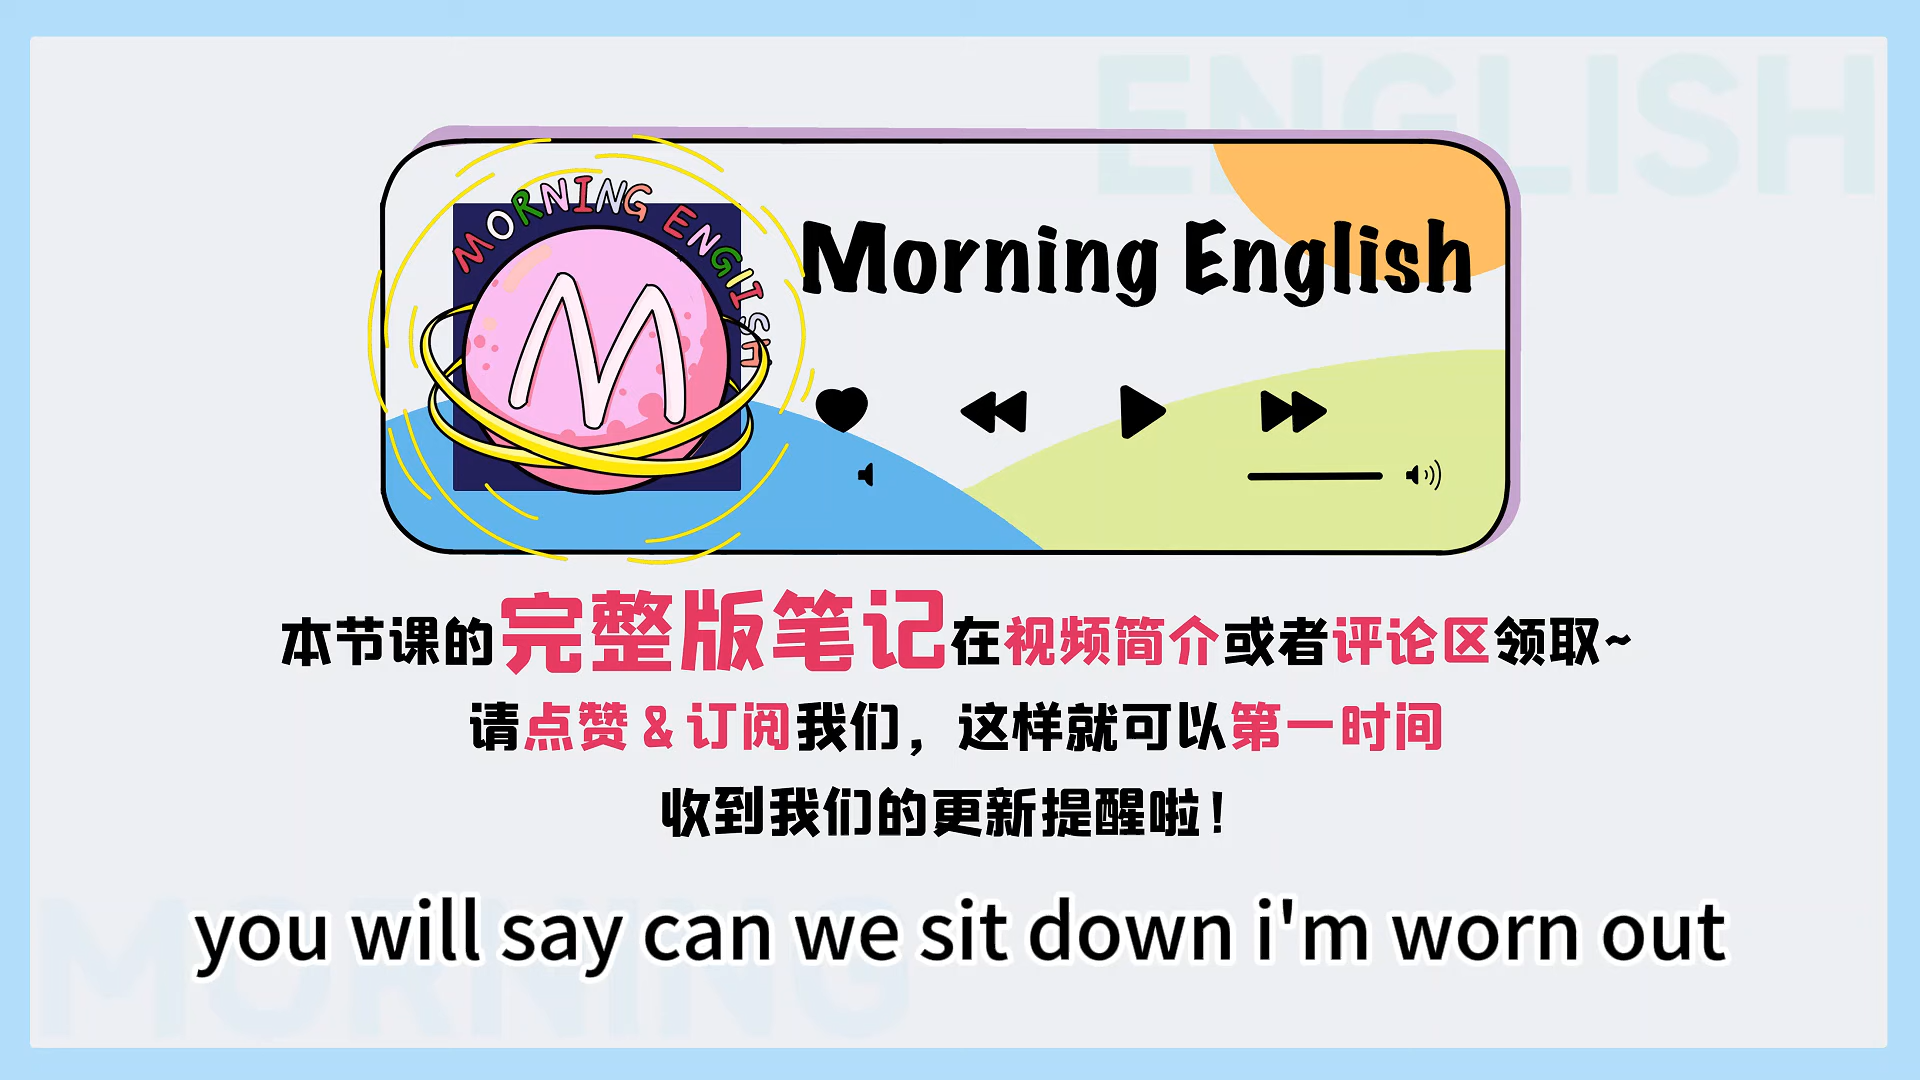 ENGLISH
MORNING ENGLISH
M
Morning English
本节课的完整版笔记在视频简介或者评论区领取~
请点赞&订阅我们，这样就可以第一时间
收到我们的更新提醒啦！
MORNING
you will say can we sit down i'm worn out